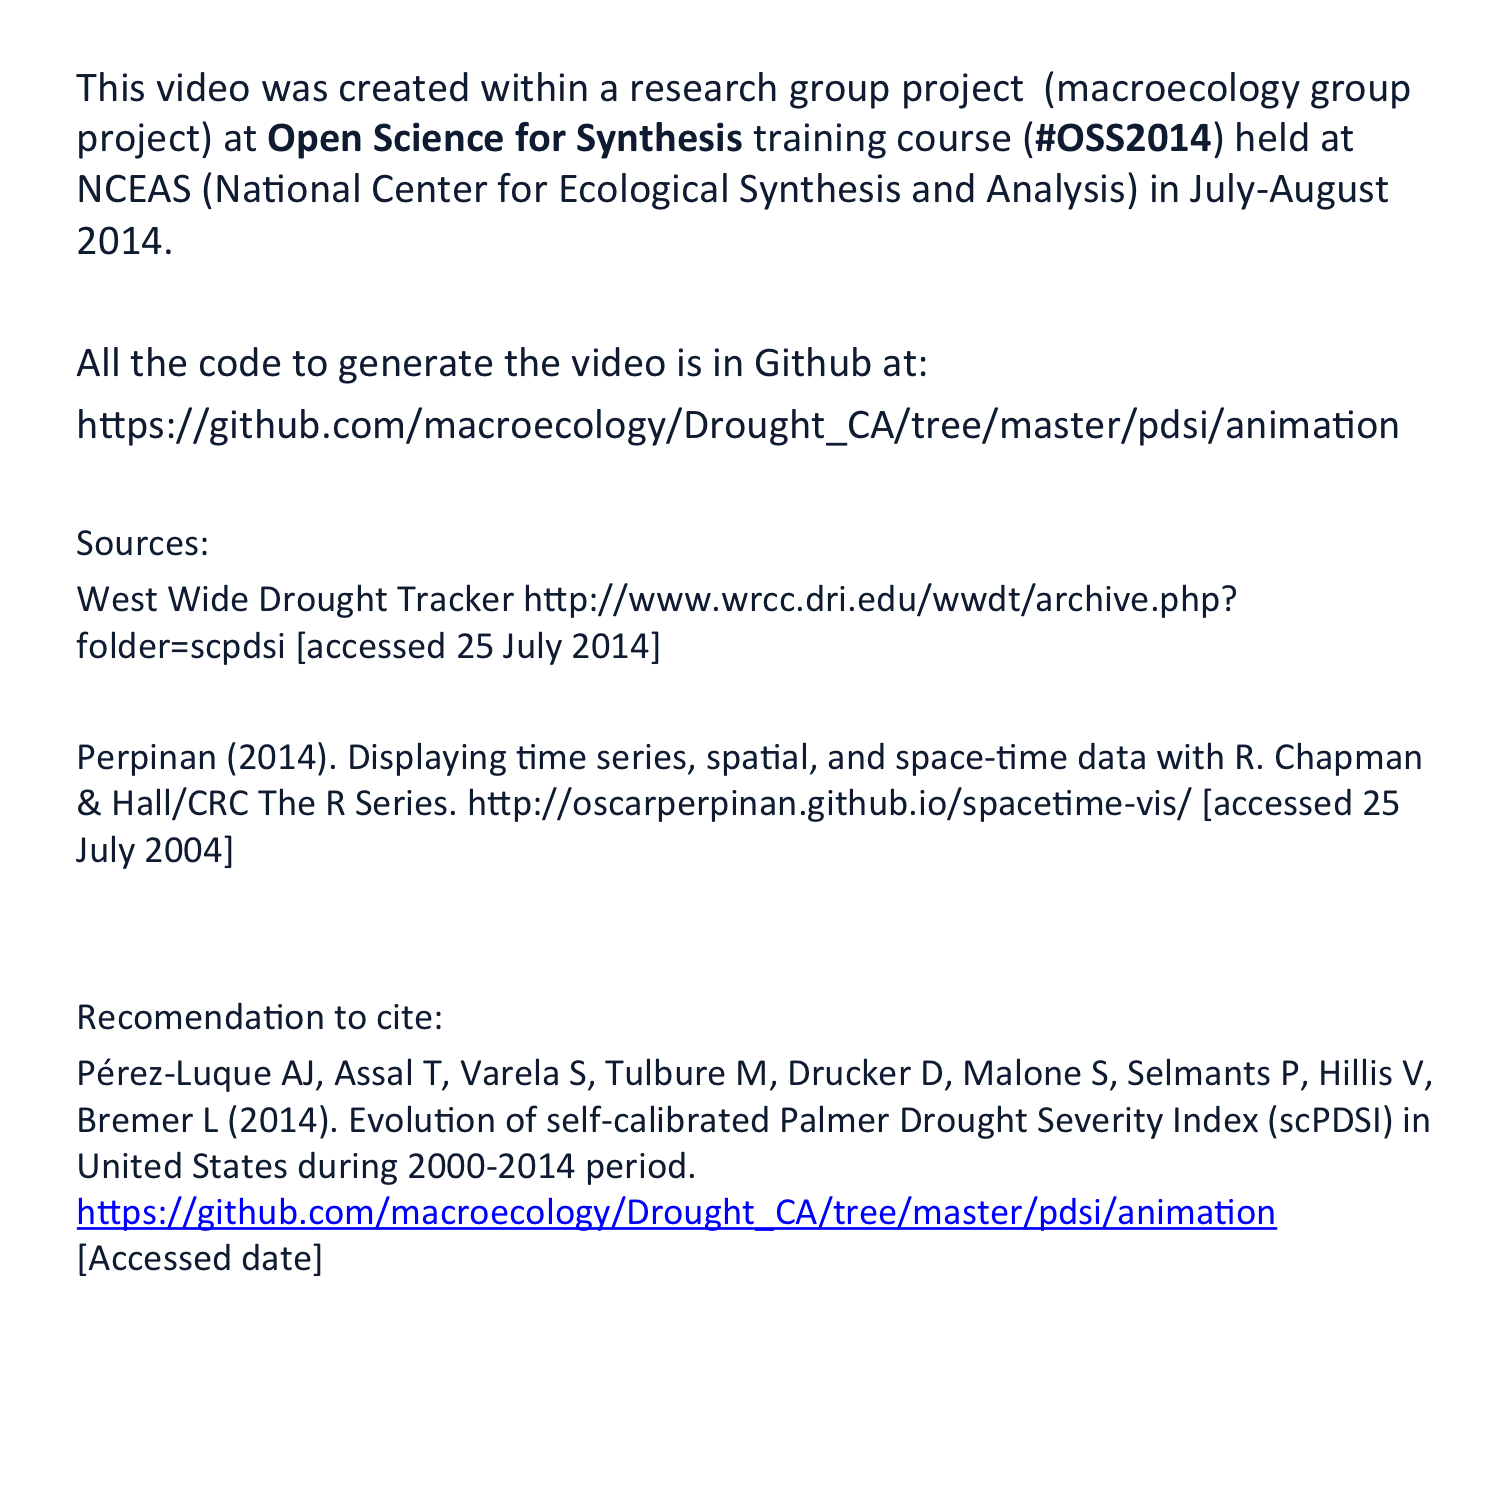 This video was created within a research group project  (macroecology group
project) at Open Science for Synthesis training course (#OSS2014) held at
NCEAS (National Center for Ecological Synthesis and Analysis) in July-August
2014.
All the code to generate the video is in Github at:
https://github.com/macroecology/Drought_CA/tree/master/pdsi/animation
Sources:
West Wide Drought Tracker http://www.wrcc.dri.edu/wwdt/archive.php?
folder=scpdsi [accessed 25 July 2014]
Perpinan (2014). Displaying time series, spatial, and space-time data with R. Chapman
& Hall/CRC The R Series. http://oscarperpinan.github.io/spacetime-vis/ [accessed 25
July 2004]
Recomendation to cite:
Pérez-Luque AJ, Assal T, Varela S, Tulbure M, Drucker D, Malone S, Selmants P, Hillis V,
Bremer L (2014). Evolution of self-calibrated Palmer Drought Severity Index (scPDSI) in
United States during 2000-2014 period.
https://github.com/macroecology/Drought_CA/tree/master/pdsi/animation
[Accessed date]